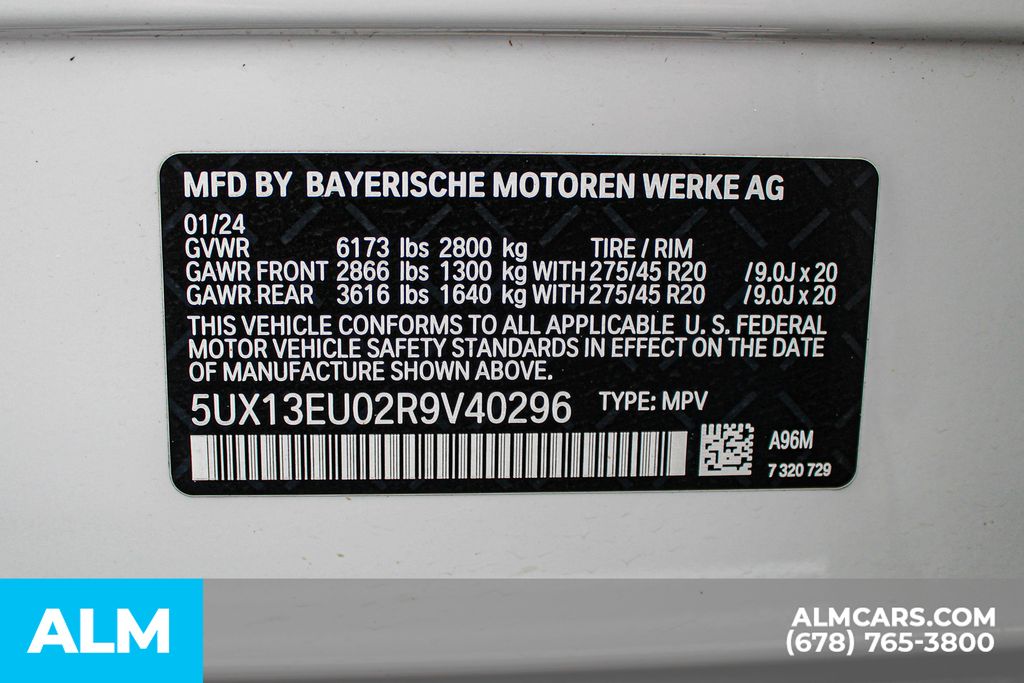 MFD BY BAYERISCHE MOTOREN WERKE AG
01/24
GVWR 6173 lbs 2800 kg TIRE / RIM
GAWR FRONT 2866 lbs 1300 kg WITH 275/45 R20 /9.0J x 20
GAWR REAR 3616 lbs 1640 kg WITH 275/45 R20 /9.0J x 20
THIS VEHICLE CONFORMS TO ALL APPLICABLE U. S. FEDERAL
MOTOR VEHICLE SAFETY STANDARDS IN EFFECT ON THE DATE
OF MANUFACTURE SHOWN ABOVE.
5UX13EU02R9V40296 TYPE: MPV
A96M
7 320 729
ALM
ALMCARS.COM
(678) 765-3800